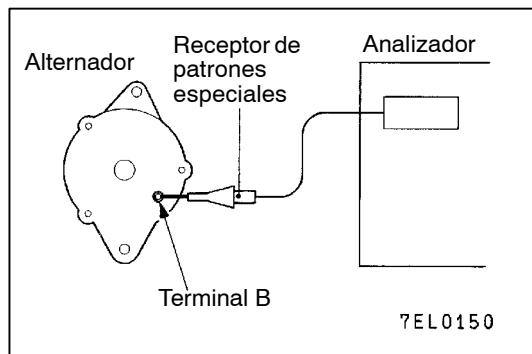 Alternador
Receptor de
patrones
especiales
Analizador
Terminal B
7EL0150